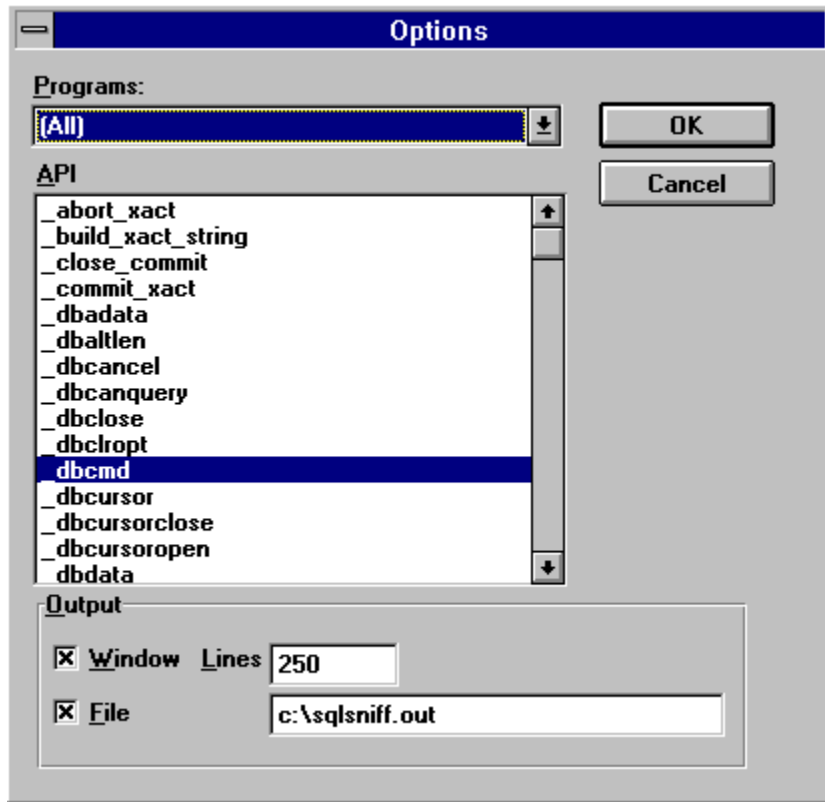 Options
Programs:
(All)
OK
API
Cancel
_abort_xact
_build_xact_string
_close_commit
_commit_xact
_dbadata
_dbaltlen
_dbcancel
_dbcanquery
_dbclose
_dbclropt
_dbcmd
_dbcursor
_dbcursorclose
_dbcursoropen
_dbdata
Output
Window Lines 250
File c:\sqlsniff.out